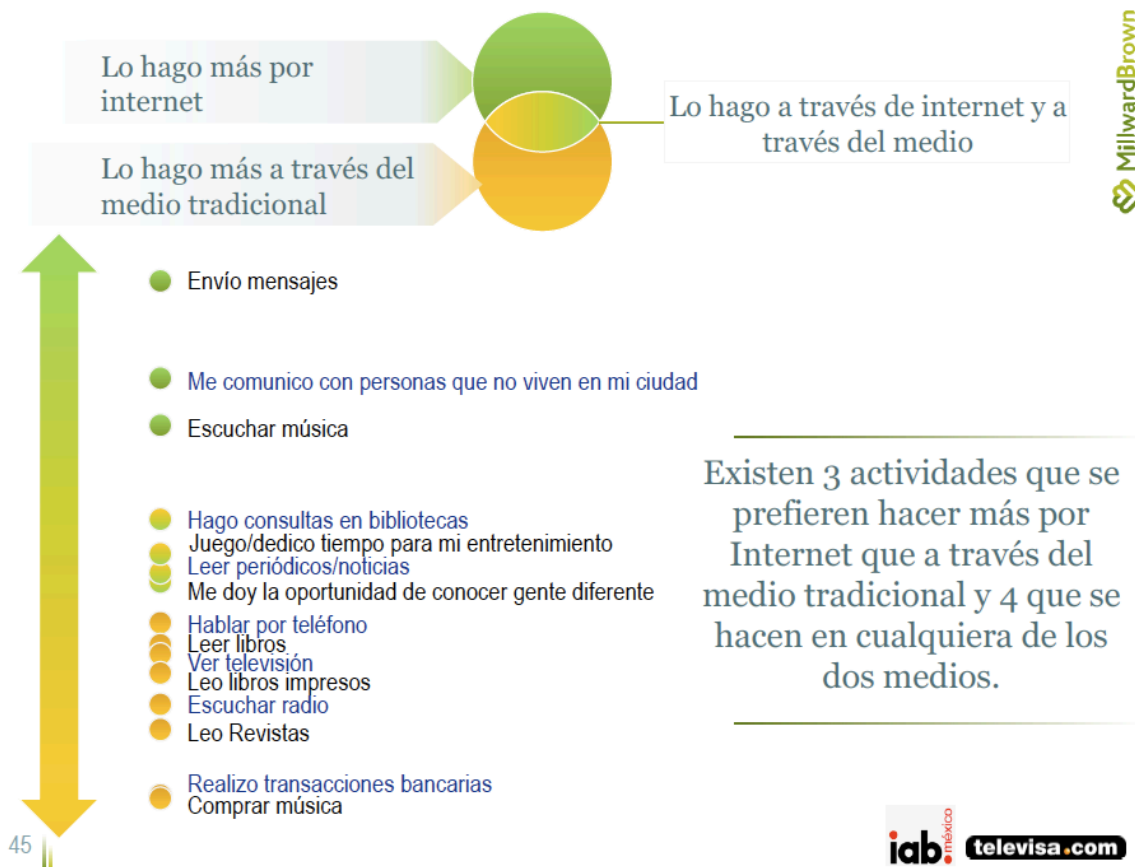 Lo hago más por
internet
Lo hago a través de internet y a
través del medio
Lo hago más a través del
medio tradicional
MillwardBrown
Envío mensajes
Me comunico con personas que no viven en mi ciudad
Escuchar música
Hago consultas en bibliotecas
Juego/dedico tiempo para mi entretenimiento
Leer periódicos/noticias
Me doy la oportunidad de conocer gente diferente
Hablar por teléfono
Leer libros
Ver televisión
Leo libros impresos
Escuchar radio
Leo Revistas
Realizo transacciones bancarias
Comprar música
Existen 3 actividades que se
prefieren hacer más por
Internet que a través del
medio tradicional y 4 que se
hacen en cualquiera de los
dos medios.
45
iab.méxico
televisa.com